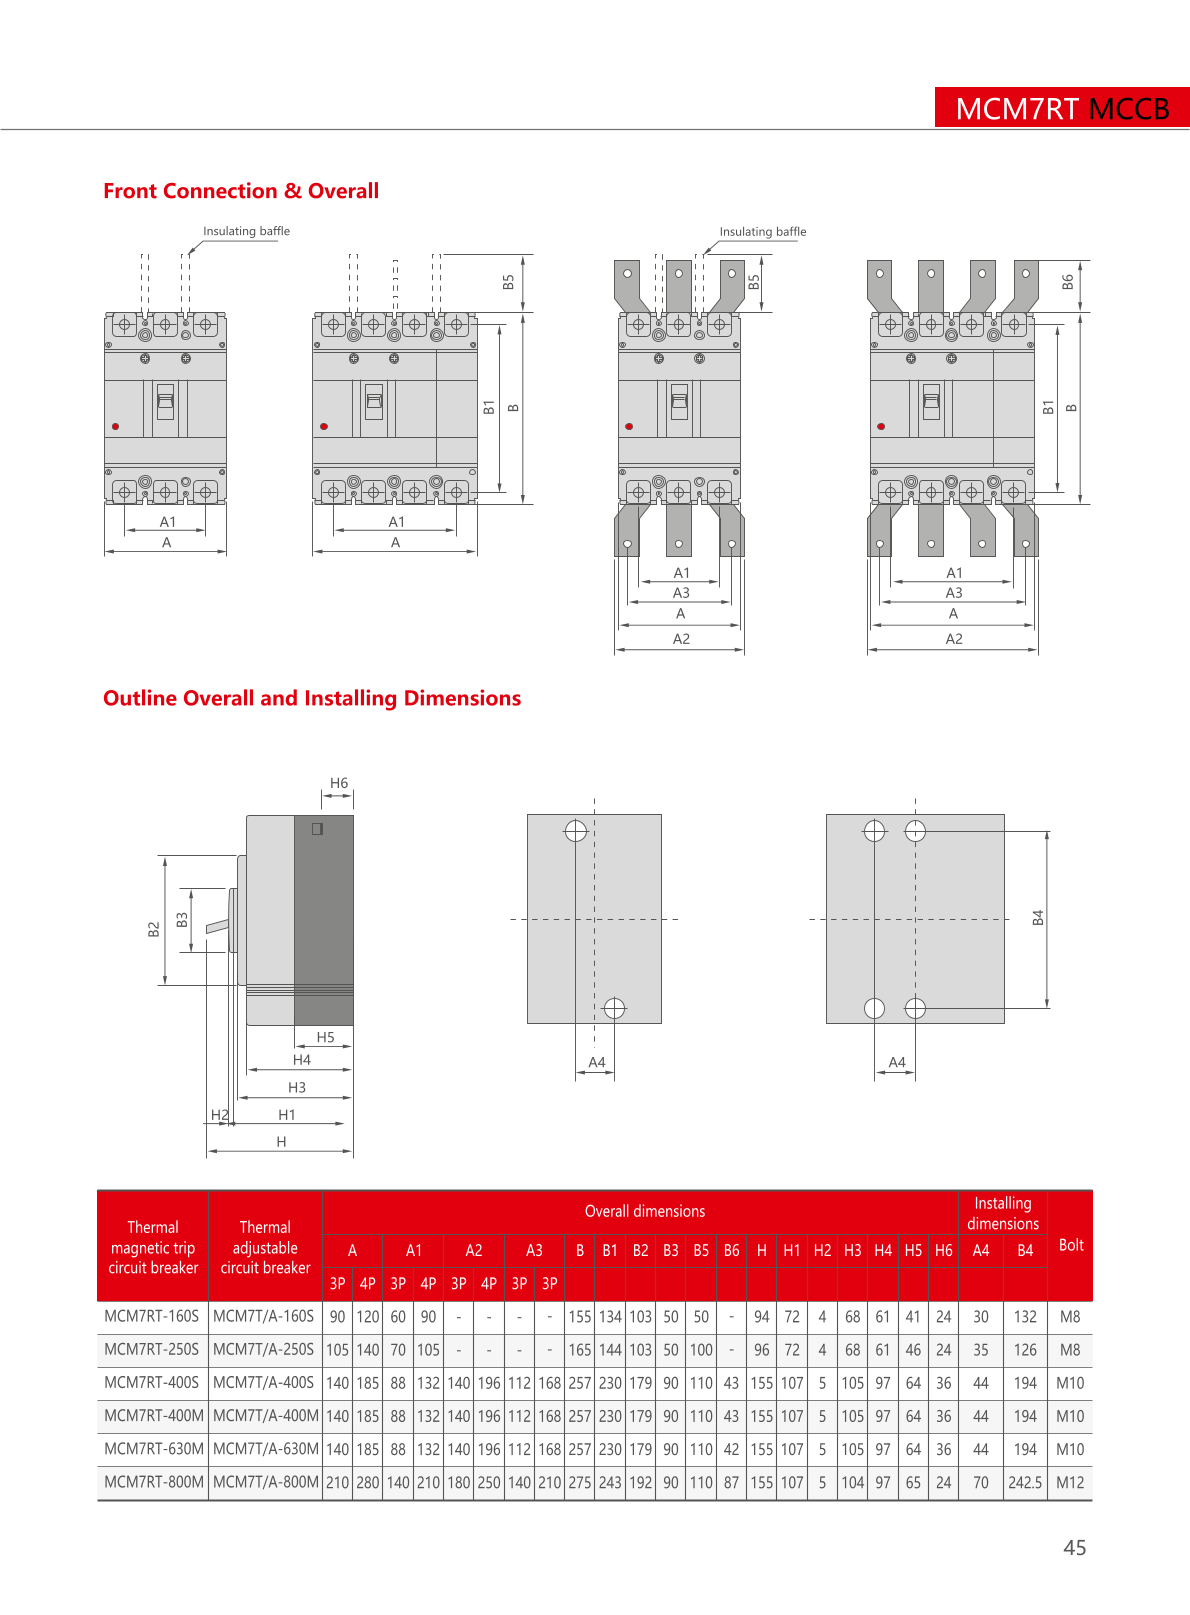 MCM7RT MCCB
Front Connection & Overall
Insulating baffle
Insulating baffle
B5
B5
B6
B1
B
B1
B
A1
A
A1
A
A1
A3
A
A2
A1
A3
A
A2
Outline Overall and Installing Dimensions
H6
B2
B3
B4
H5
H4
H3
H2
H1
H
A4
A4
Thermal magnetic trip circuit breaker | Thermal adjustable circuit breaker | Overall dimensions | Installing dimensions | Bolt
A | A1 | A2 | A3 | B | B1 | B2 | B3 | B5 | B6 | H | H1 | H2 | H3 | H4 | H5 | H6 | A4 | B4
3P | 4P | 3P | 4P | 3P | 4P | 3P | 3P
MCM7RT-160S | MCM7T/A-160S | 90 | 120 | 60 | 90 | - | - | - | - | 155 | 134 | 103 | 50 | 50 | - | 94 | 72 | 4 | 68 | 61 | 41 | 24 | 30 | 132 | M8
MCM7RT-250S | MCM7T/A-250S | 105 | 140 | 70 | 105 | - | - | - | - | 165 | 144 | 103 | 50 | 100 | - | 96 | 72 | 4 | 68 | 61 | 46 | 24 | 35 | 126 | M8
MCM7RT-400S | MCM7T/A-400S | 140 | 185 | 88 | 132 | 140 | 196 | 112 | 168 | 257 | 230 | 179 | 90 | 110 | 43 | 155 | 107 | 5 | 105 | 97 | 64 | 36 | 44 | 194 | M10
MCM7RT-400M | MCM7T/A-400M | 140 | 185 | 88 | 132 | 140 | 196 | 112 | 168 | 257 | 230 | 179 | 90 | 110 | 43 | 155 | 107 | 5 | 105 | 97 | 64 | 36 | 44 | 194 | M10
MCM7RT-630M | MCM7T/A-630M | 140 | 185 | 88 | 132 | 140 | 196 | 112 | 168 | 257 | 230 | 179 | 90 | 110 | 42 | 155 | 107 | 5 | 105 | 97 | 64 | 36 | 44 | 194 | M10
MCM7RT-800M | MCM7T/A-800M | 210 | 280 | 140 | 210 | 180 | 250 | 140 | 210 | 275 | 243 | 192 | 90 | 110 | 87 | 155 | 107 | 5 | 104 | 97 | 65 | 24 | 70 | 242.5 | M12
45